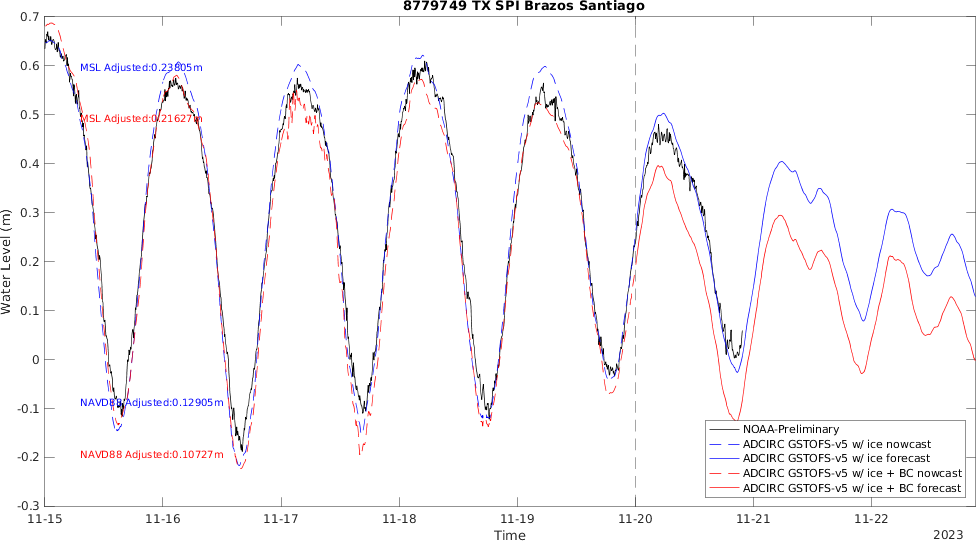 8779749 TX SPI Brazos Santiago
0.7
0.6
0.5
0.4
0.3
0.2
0.1
0
-0.1
-0.2
-0.3
Water Level (m)
MSL Adjusted:0.23805m
MSL Adjusted:0.21627m
NAVD88 Adjusted:0.12905m
NAVD88 Adjusted:0.10727m
NOAA-Preliminary
ADCIRC GSTOFS-v5 w/ ice nowcast
ADCIRC GSTOFS-v5 w/ ice forecast
ADCIRC GSTOFS-v5 w/ ice + BC nowcast
ADCIRC GSTOFS-v5 w/ ice + BC forecast
11-15 11-16 11-17 11-18 11-19 11-20 11-21 11-22
Time
2023